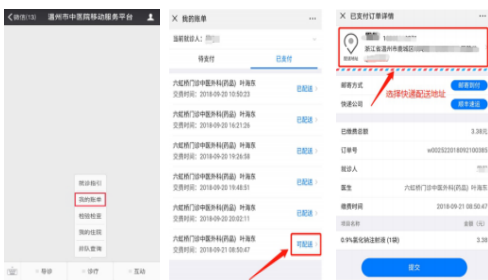 微信(13) 温州市中医院移动服务平台
就诊指引
我的账单
检验检查
我的住院
排队查询
导诊
诊疗
互动
我的账单
当前就诊人：
待支付
已支付
六虹桥门诊中医外科(药品) 叶海东
交费时间：2018-09-20 10:50:23
已配送
六虹桥门诊中医外科(药品) 叶海东
交费时间：2018-09-20 16:21:26
已配送
六虹桥门诊中医外科(药品) 叶海东
交费时间：2018-09-20 19:26:58
已配送
六虹桥门诊中医外科(药品) 叶海东
交费时间：2018-09-20 19:48:51
已配送
六虹桥门诊中医外科(药品) 叶海东
交费时间：2018-09-20 20:02:11
已配送
六虹桥门诊中医外科(药品) 叶海东
交费时间：2018-09-21 08:50:47
可配送
已支付订单详情
浙江省温州市鹿城区
邮寄方式
选择快递配送地址
快递公司
已缴费总额
3.38元
订单号
w002522018092100385
就诊人
医生
六虹桥门诊中医外科(药品) 叶海东
缴费时间
2018-09-21 08:50:47
项目名称
金额（元）
0.9%氯化钠注射液 (1袋)
3.38
提交